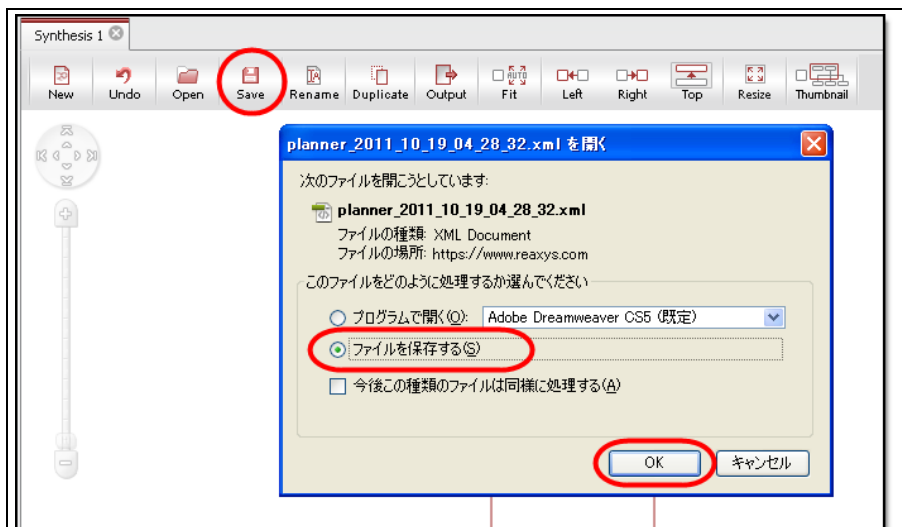 Synthesis 1
New Undo Open Save Rename Duplicate Output Fit Left Right Top Resize Thumbnail
AUTO
planner_2011_10_19_04_28_32.xml を開く
次のファイルを開こうとしています:
planner_2011_10_19_04_28_32.xml
ファイルの種類: XML Document
ファイルの場所: https://www.reaxys.com
このファイルをどのように処理するか選んでください
プログラムで開く(O): Adobe Dreamweaver CS5 (既定)
ファイルを保存する(S)
今後この種類のファイルは同様に処理する(A)
OK キャンセル